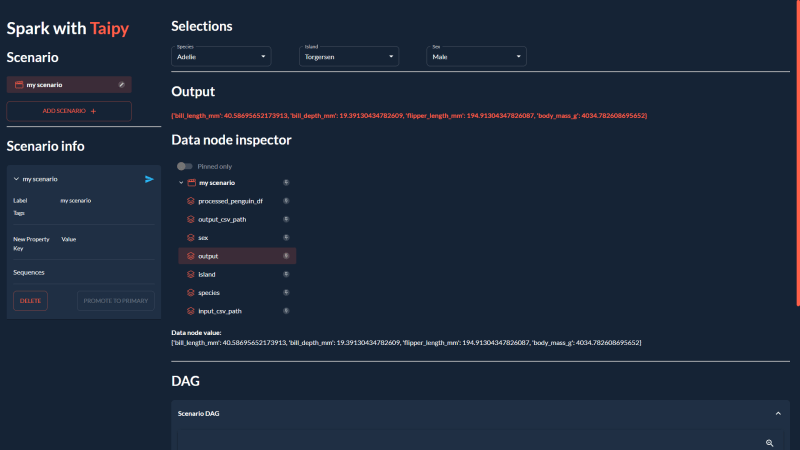 Spark with Taipy
Scenario
my scenario
ADD SCENARIO +
Scenario info
my scenario
Label my scenario
Tags
New Property Key Value
Sequences
DELETE PROMOTE TO PRIMARY
Selections
Species Island Sex
Adelie Torgersen Male
Output
{'bill_length_mm': 40.58695652173913, 'bill_depth_mm': 19.39130434782609, 'flipper_length_mm': 194.91304347826087, 'body_mass_g': 4034.782608695652}
Data node inspector
Pinned only
my scenario
processed_penguin_df
output_csv_path
sex
output
island
species
input_csv_path
Data node value:
{'bill_length_mm': 40.58695652173913, 'bill_depth_mm': 19.39130434782609, 'flipper_length_mm': 194.91304347826087, 'body_mass_g': 4034.782608695652}
DAG
Scenario DAG